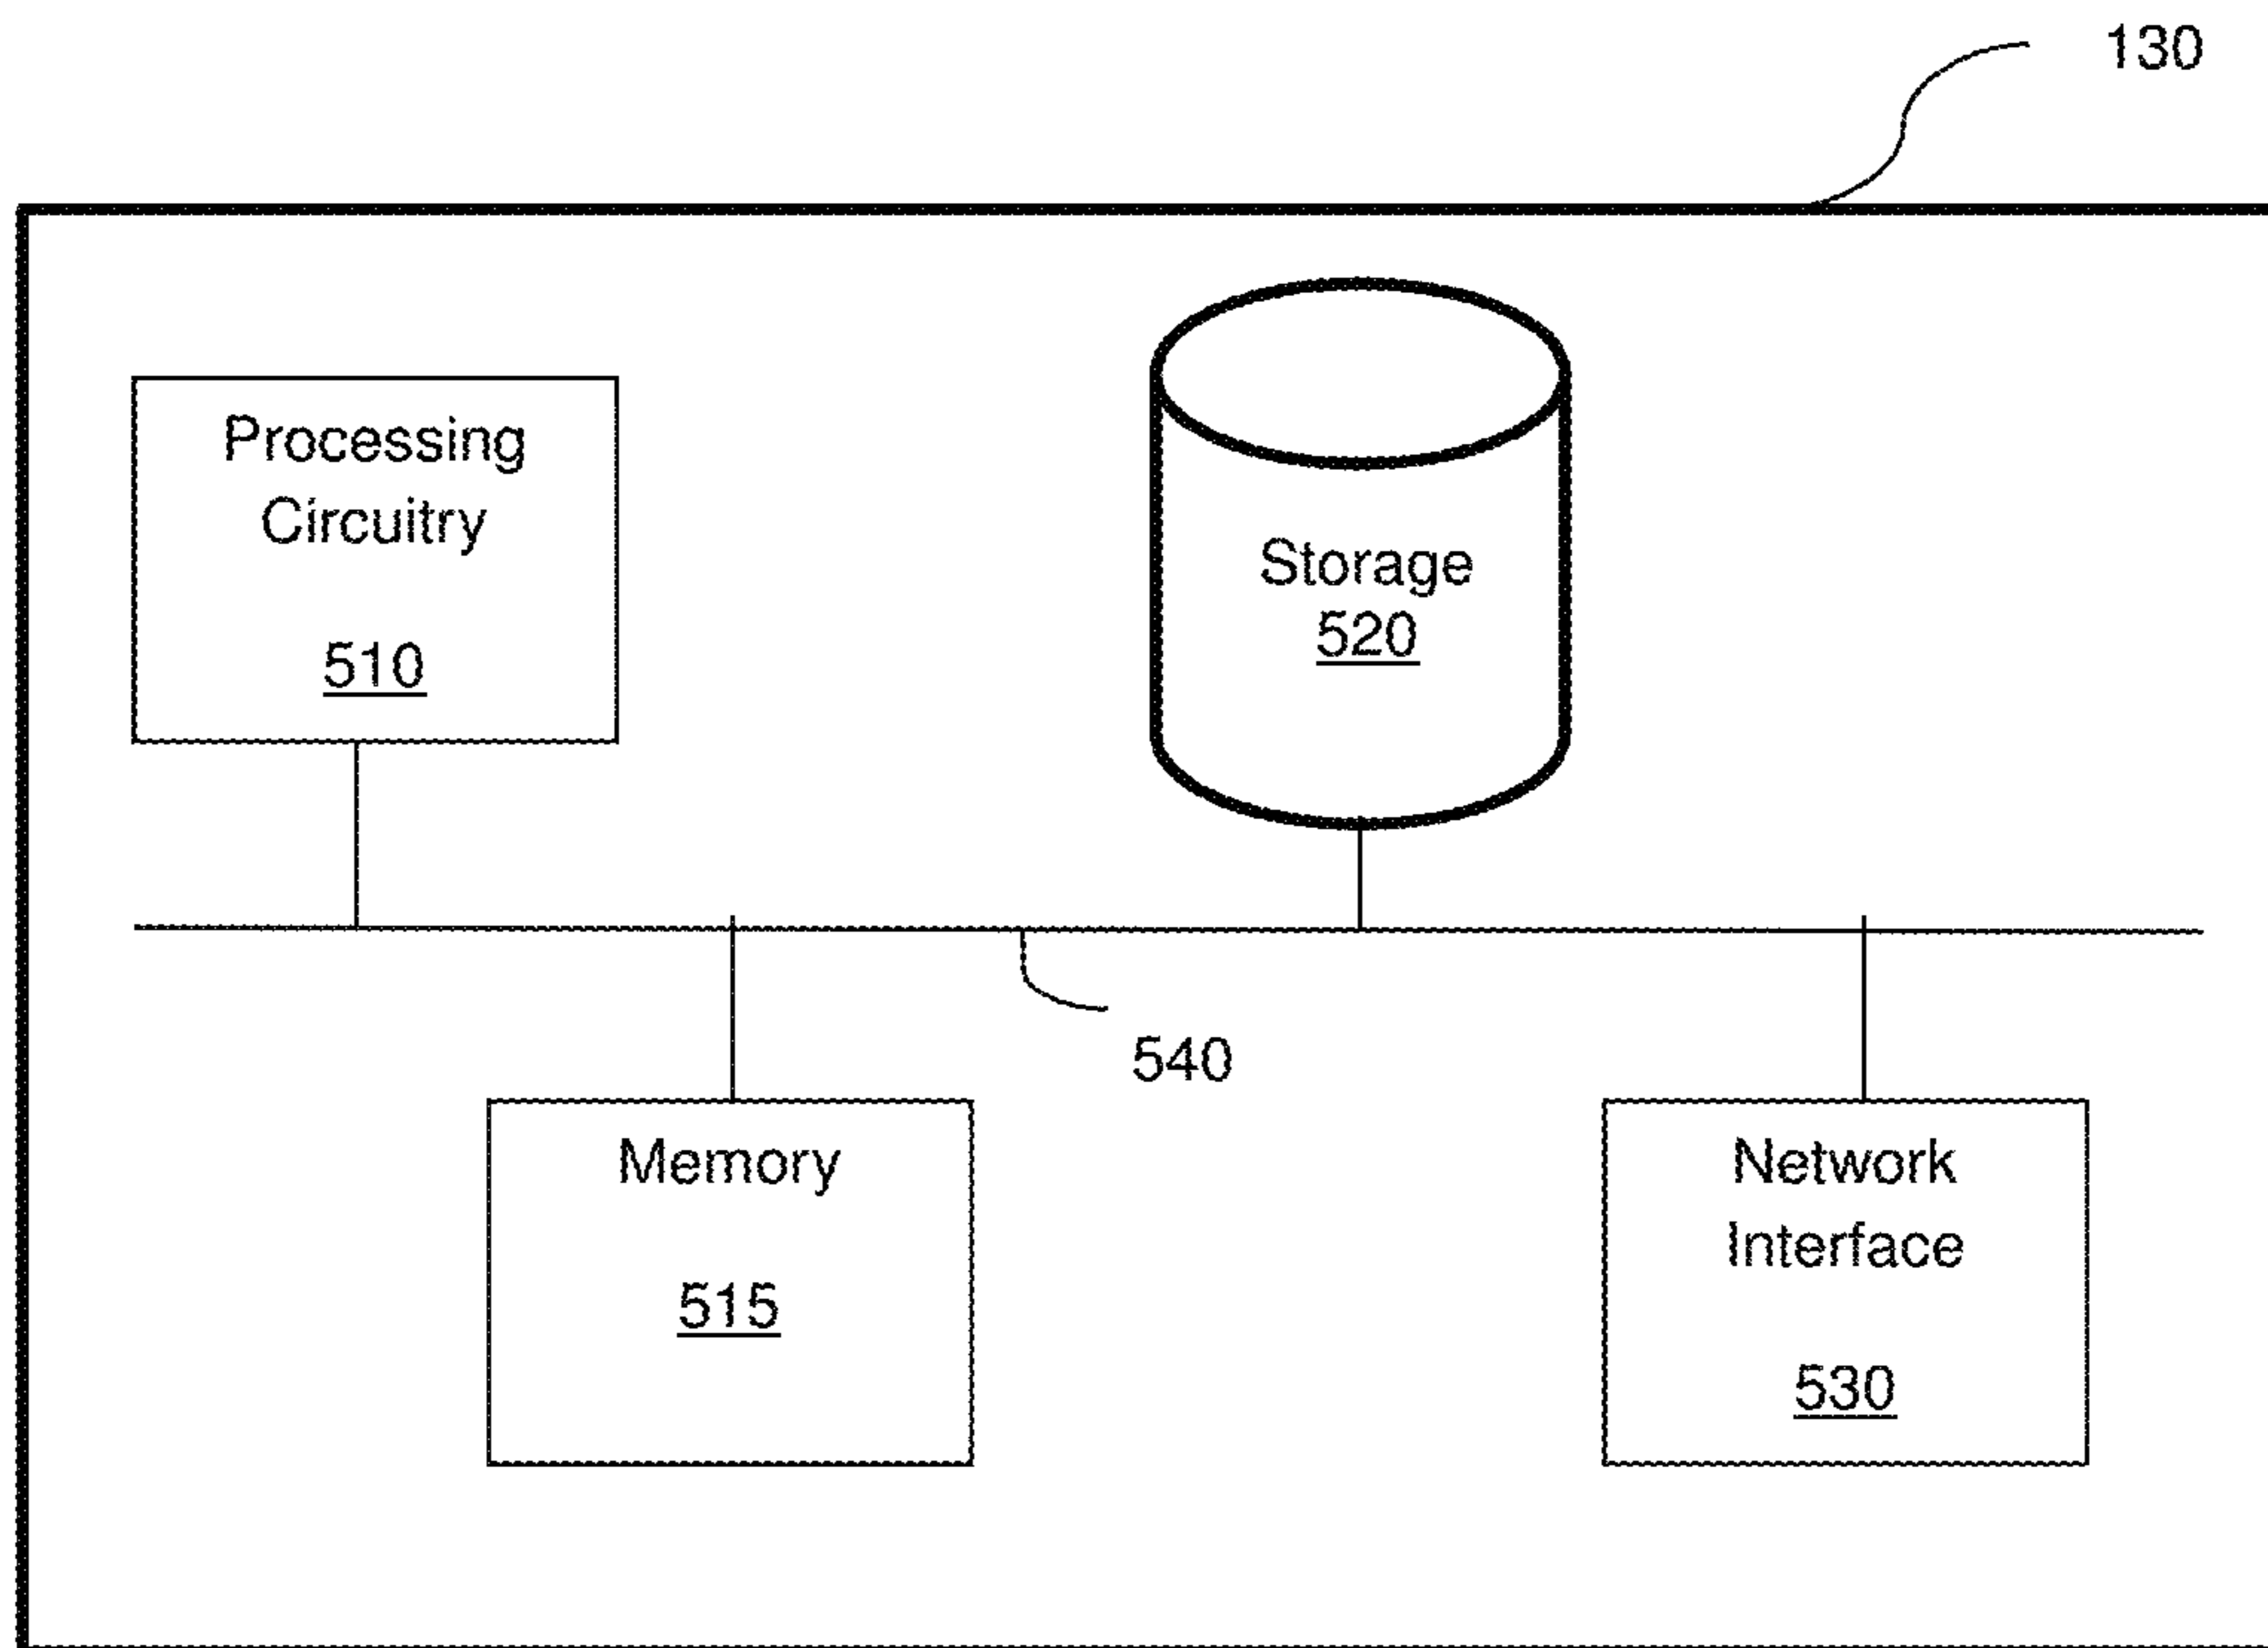 130
Processing
Circuitry
510
Storage
520
540
Memory
515
Network
Interface
530